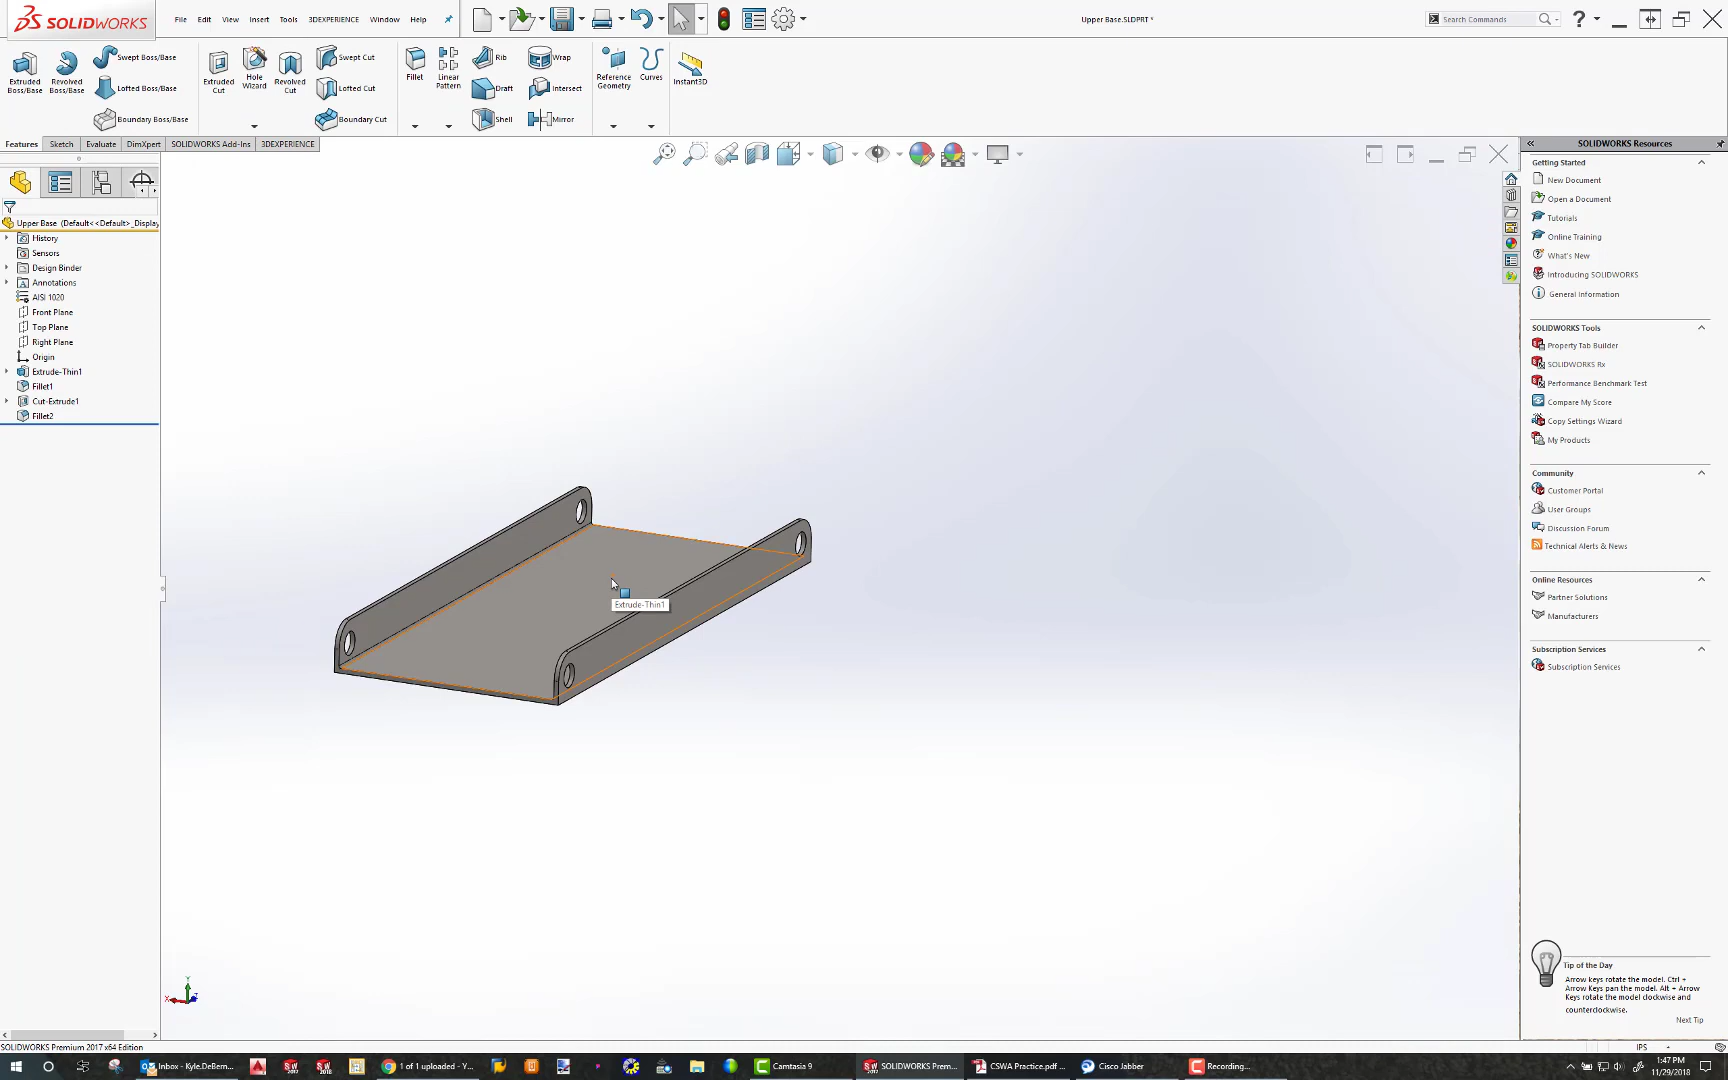 SOLIDWORKS File Edit View Insert Tools 3DEXPERIENCE Window Help Upper Base.SLDPRT * Search Commands
Extruded Boss/Base
Revolved Boss/Base
Swept Boss/Base
Lofted Boss/Base
Boundary Boss/Base
Extruded Cut
Hole Wizard
Revolved Cut
Swept Cut
Lofted Cut
Boundary Cut
Fillet
Linear Pattern
Rib
Draft
Shell
Wrap
Intersect
Mirror
Reference Geometry
Curves
Instant3D
Features Sketch Evaluate DimXpert SOLIDWORKS Add-Ins 3DEXPERIENCE
Upper Base (Default<<Default>_Display
History
Sensors
Design Binder
Annotations
AISI 1020
Front Plane
Top Plane
Right Plane
Origin
Extrude-Thin1
Fillet1
Cut-Extrude1
Fillet2
Extrude-Thin1
Y
X
Z
SOLIDWORKS Resources
Getting Started
New Document
Open a Document
Tutorials
Online Training
What's New
Introducing SOLIDWORKS
General Information
SOLIDWORKS Tools
Property Tab Builder
SOLIDWORKS Rx
Performance Benchmark Test
Compare My Score
Copy Settings Wizard
My Products
Community
Customer Portal
User Groups
Discussion Forum
Technical Alerts & News
Online Resources
Partner Solutions
Manufacturers
Subscription Services
Subscription Services
Tip of the Day
Arrow keys rotate the model. Ctrl +
Arrow Keys pan the model. Alt + Arrow
Keys rotate the model clockwise and
counterclockwise.
Next Tip
SOLIDWORKS Premium 2017 x64 Edition IPS
Inbox - Kyle.DeBern... 1 of 1 uploaded - Y... Camtasia 9 SOLIDWORKS Prem... CSWA Practice.pdf ... Cisco Jabber Recording...
1:47 PM
11/29/2018